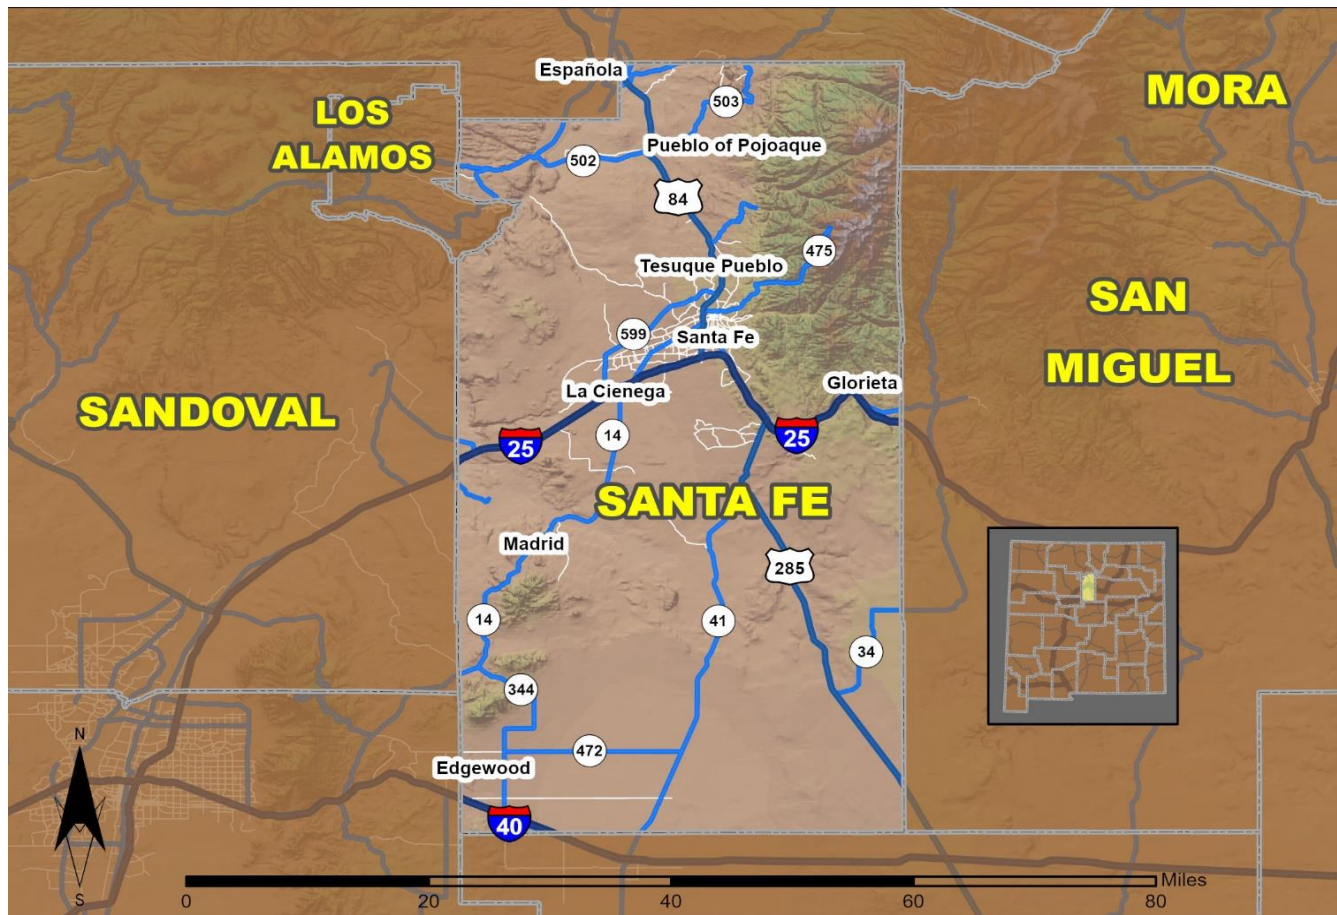 Española
MORA
LOS
ALAMOS
503
Pueblo of Pojoaque
502
84
475
Tesuque Pueblo
SAN
MIGUEL
599
Santa Fe
Glorieta
La Cienega
SANDOVAL
14
25
25
SANTA FE
Madrid
285
14
41
34
344
N
472
Edgewood
40
S
Miles
0
20
40
60
80